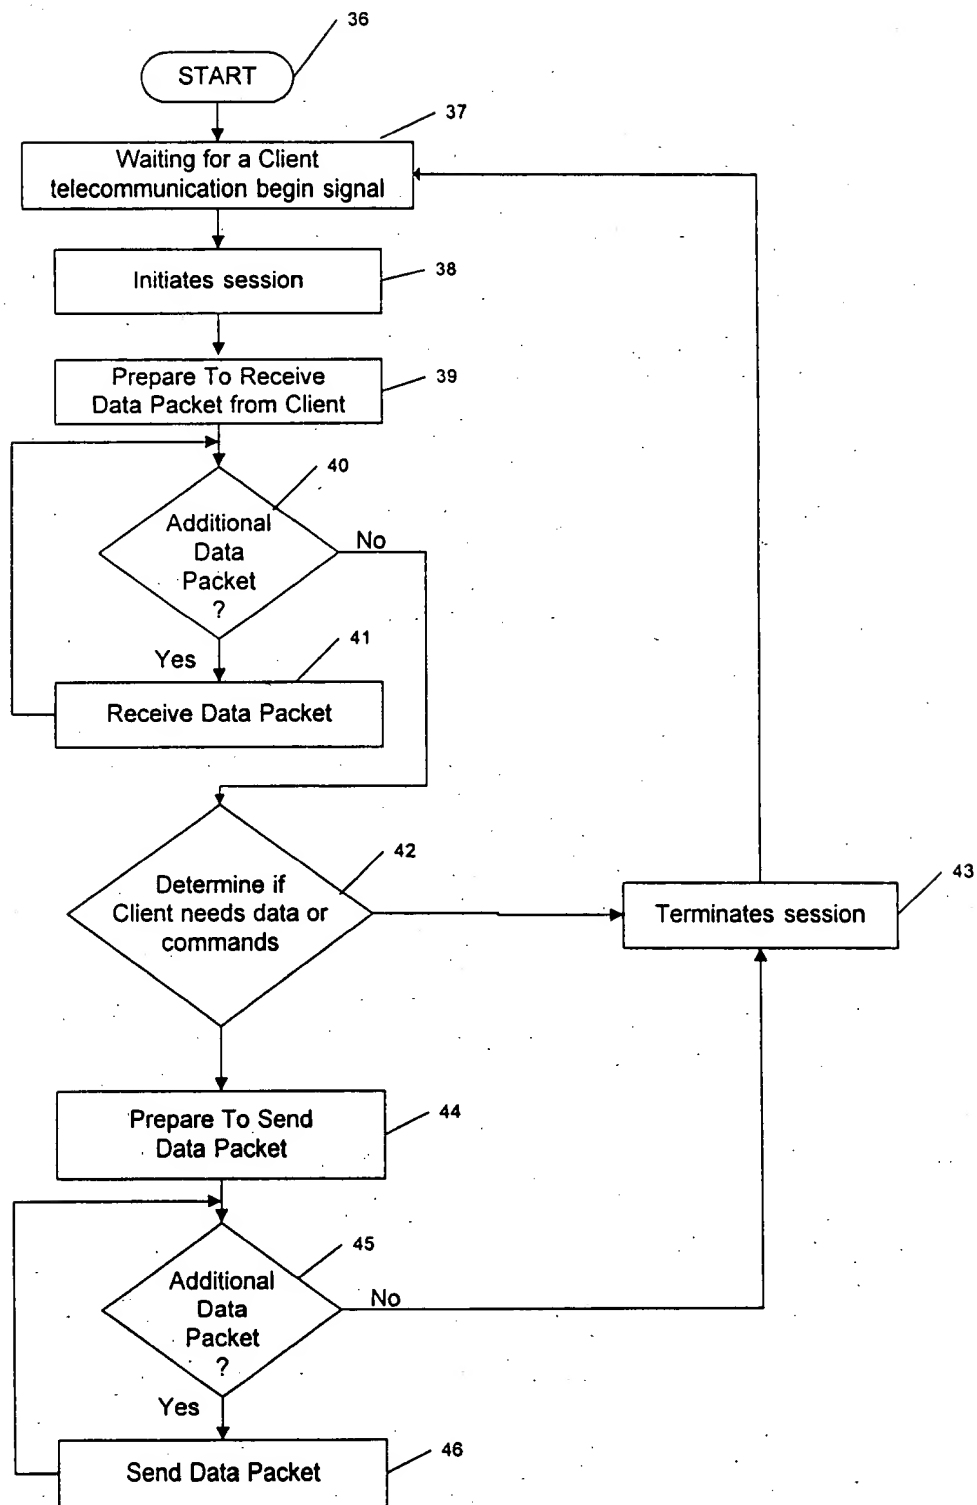 36
START
37
Waiting for a Client
telecommunication begin signal
38
Initiates session
39
Prepare To Receive
Data Packet from Client
40
Additional
Data
Packet
?
No
Yes
41
Receive Data Packet
42
Determine if
Client needs data or
commands
43
Terminates session
44
Prepare To Send
Data Packet
45
Additional
Data
Packet
?
No
Yes
46
Send Data Packet